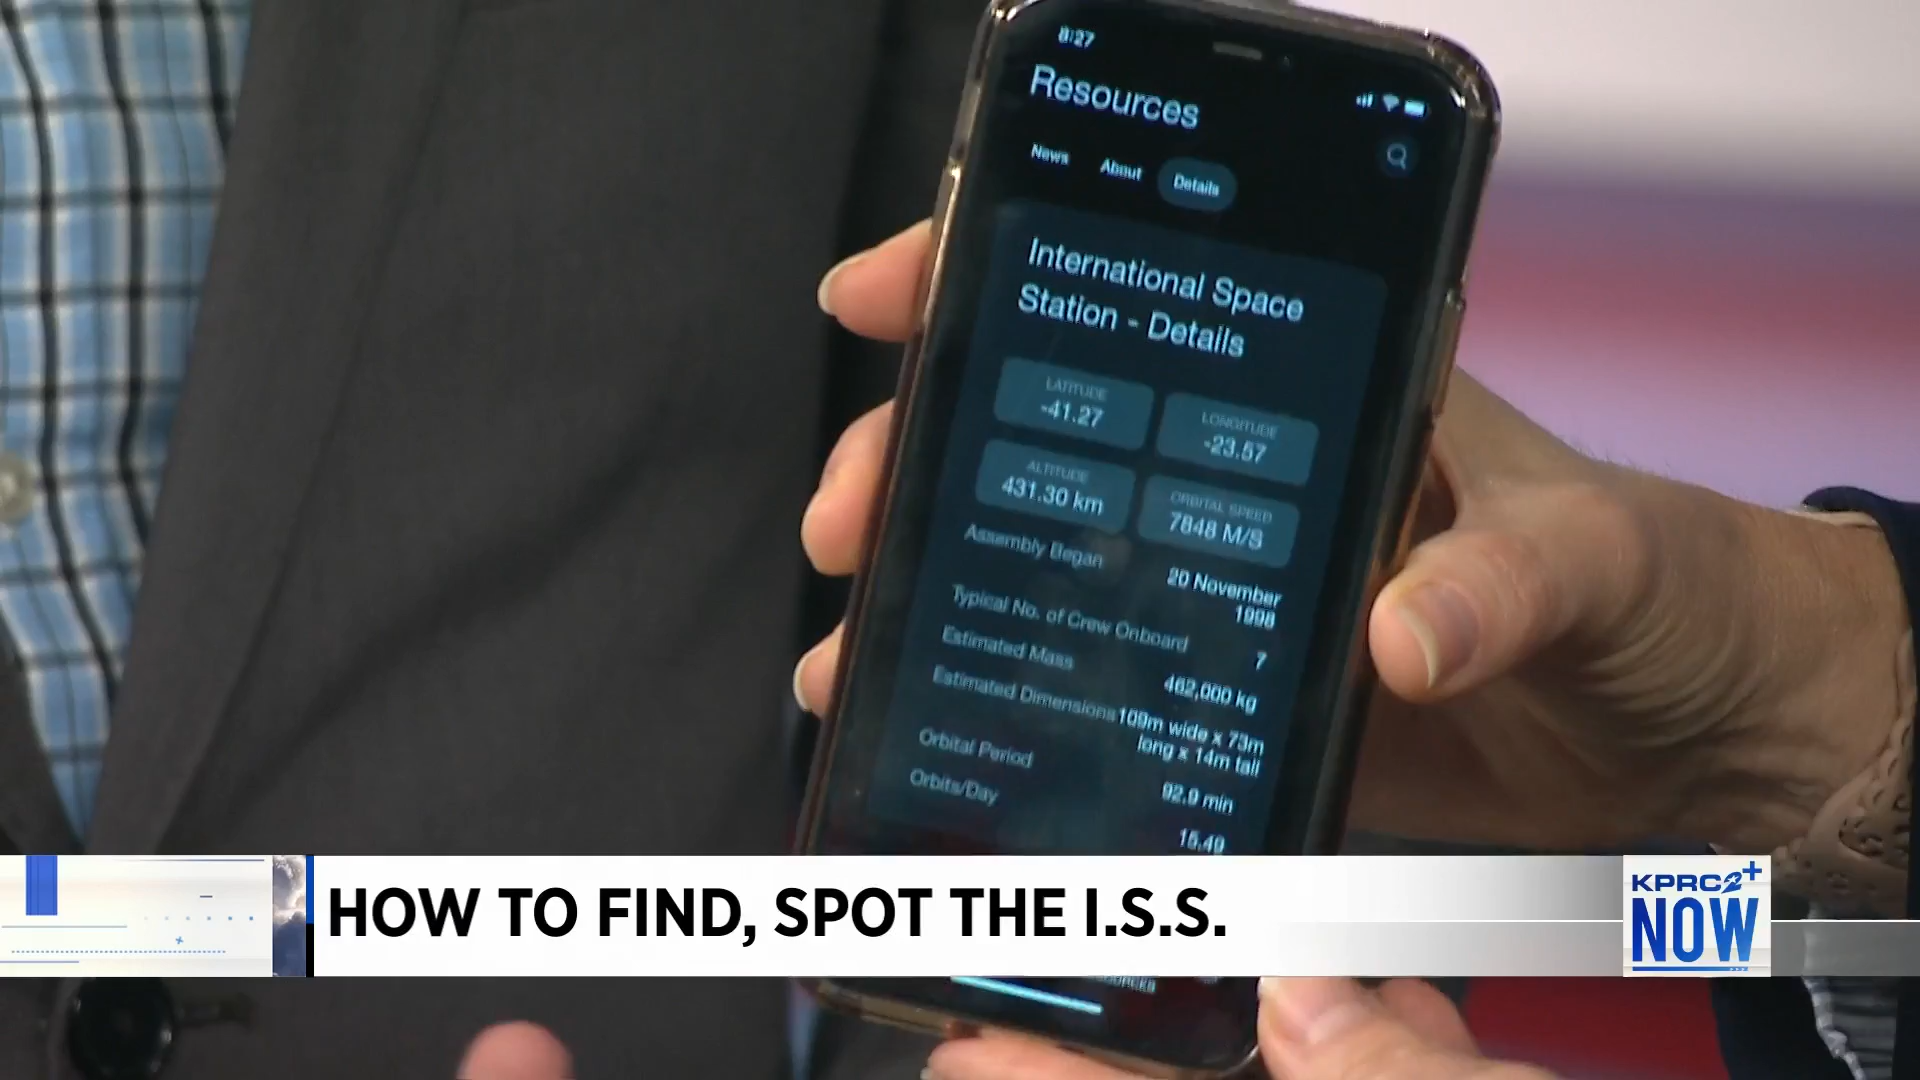 8:27
Resources
News About Details
International Space
Station - Details
LATITUDE
-41.27
LONGITUDE
-23.57
ALTITUDE
431.30 km
ORBITAL SPEED
7848 M/S
Assembly Began
20 November
1998
Typical No. of Crew Onboard
7
Estimated Mass
462,000 kg
Estimated Dimensions
109m wide x 73m
long x 14m tall
Orbital Period
92.9 min
Orbits/Day
15.49
HOW TO FIND, SPOT THE I.S.S.
KPRC2+
NOW